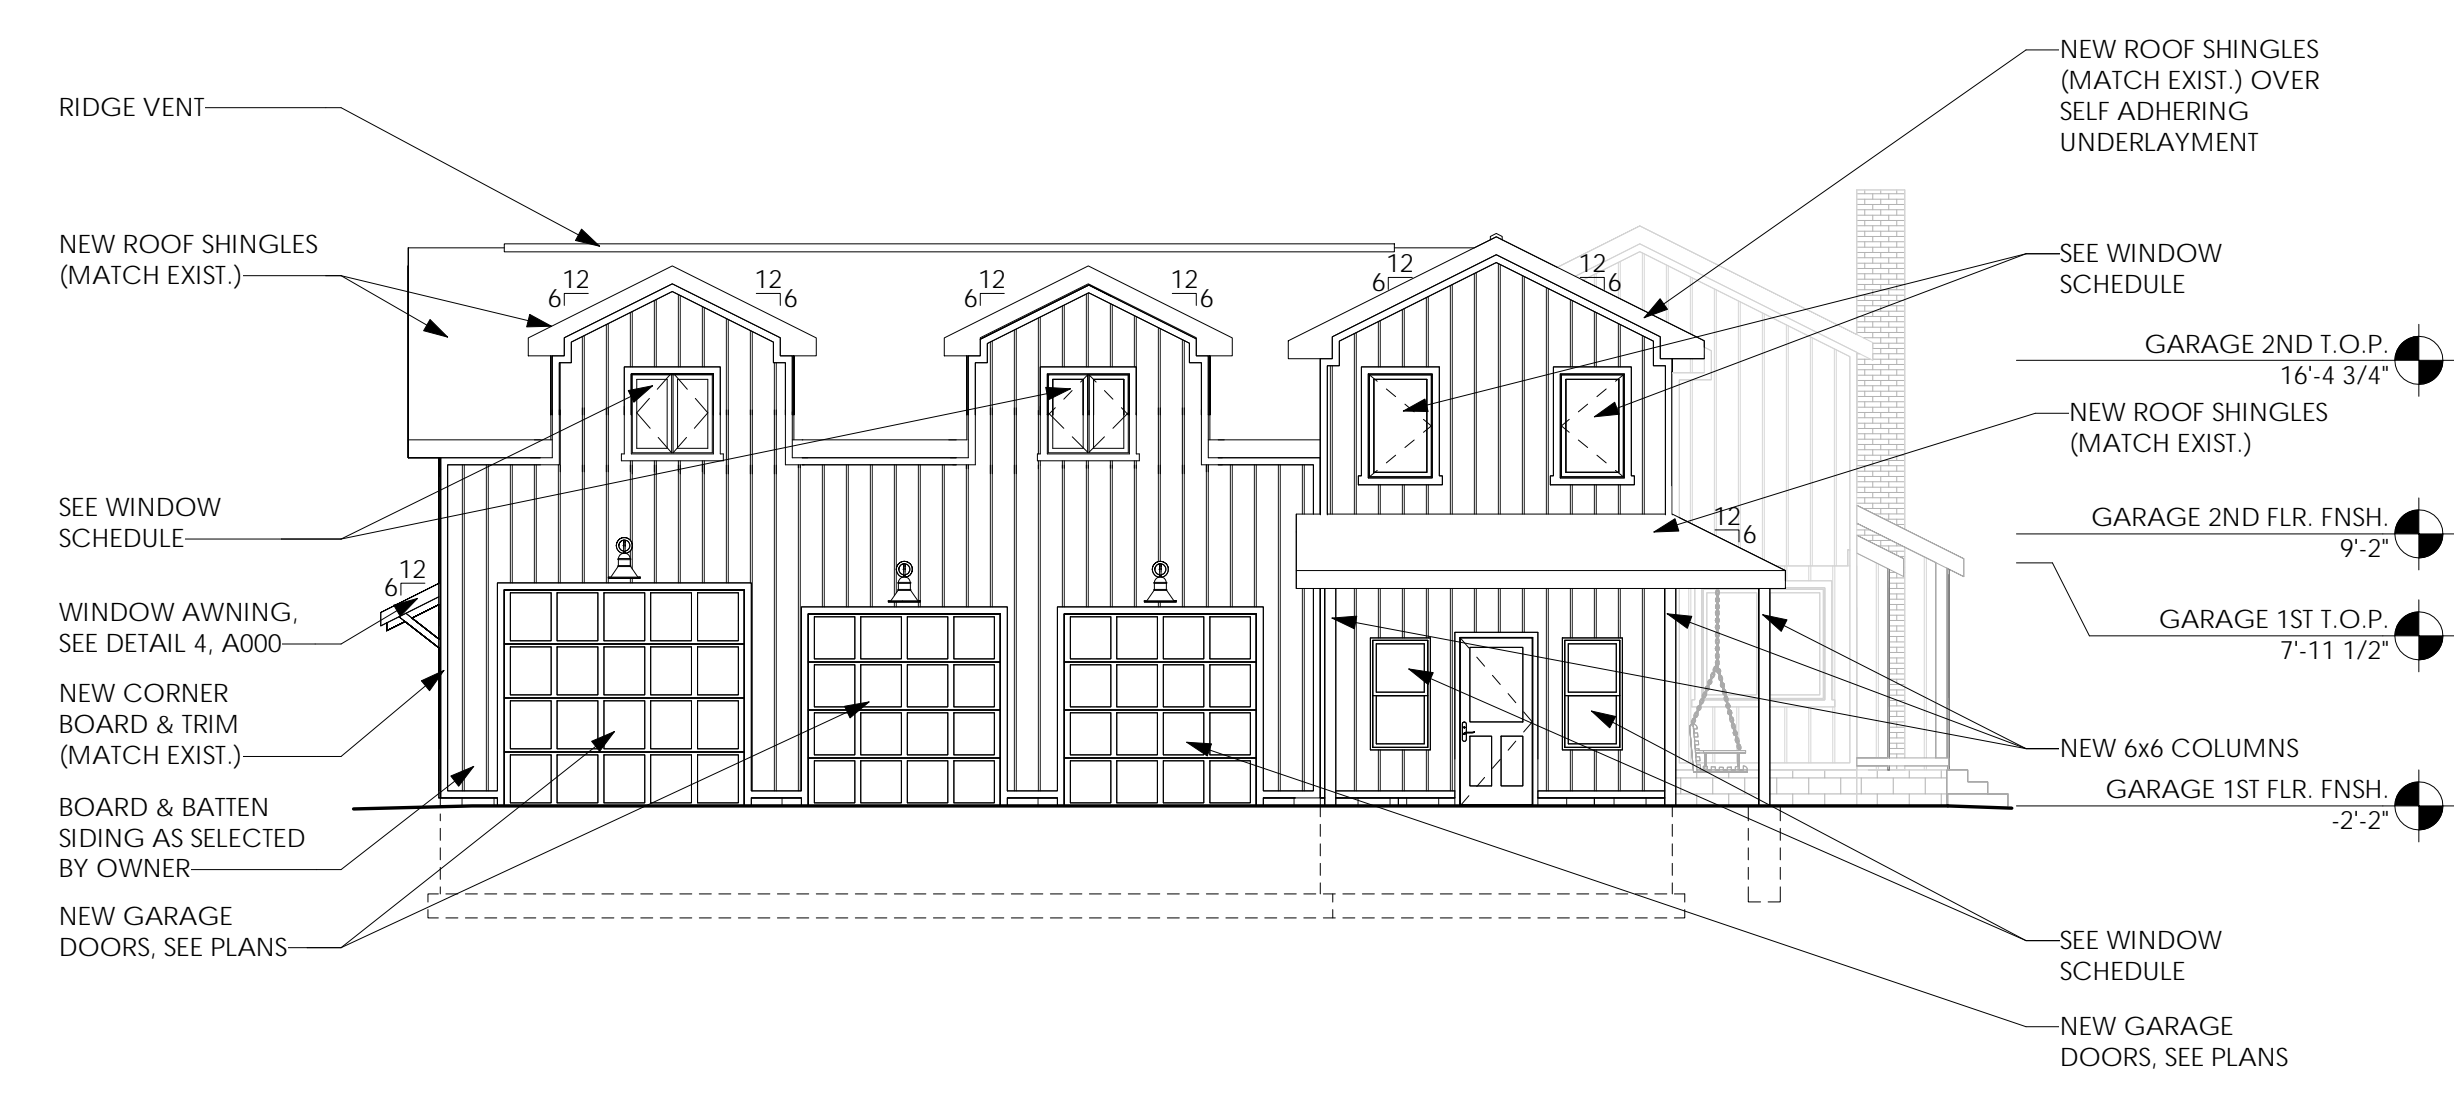 RIDGE VENT
NEW ROOF SHINGLES
(MATCH EXIST.)
SEE WINDOW
SCHEDULE
12
6
WINDOW AWNING,
SEE DETAIL 4, A000
NEW CORNER
BOARD & TRIM
(MATCH EXIST.)
BOARD & BATTEN
SIDING AS SELECTED
BY OWNER
NEW GARAGE
DOORS, SEE PLANS
12
6
12
6
12
6
12
6
12
6
12
6
12
6
NEW ROOF SHINGLES
(MATCH EXIST.) OVER
SELF ADHERING
UNDERLAYMENT
SEE WINDOW
SCHEDULE
GARAGE 2ND T.O.P.
16'-4 3/4"
NEW ROOF SHINGLES
(MATCH EXIST.)
GARAGE 2ND FLR. FNSH.
9'-2"
GARAGE 1ST T.O.P.
7'-11 1/2"
NEW 6x6 COLUMNS
GARAGE 1ST FLR. FNSH.
-2'-2"
SEE WINDOW
SCHEDULE
NEW GARAGE
DOORS, SEE PLANS